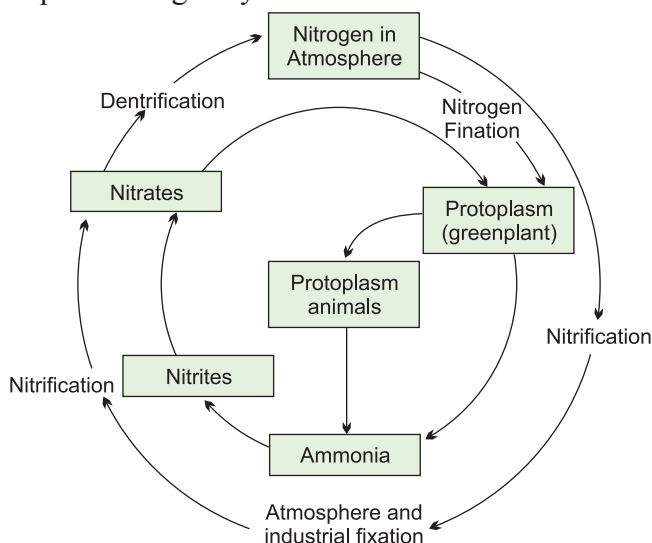 Nitrogen in
Atmosphere
Dentrification
Nitrogen
Fination
Nitrates
Protoplasm
(greenplant)
Protoplasm
animals
Nitrification
Nitrites
Nitrification
Ammonia
Atmosphere and
industrial fixation